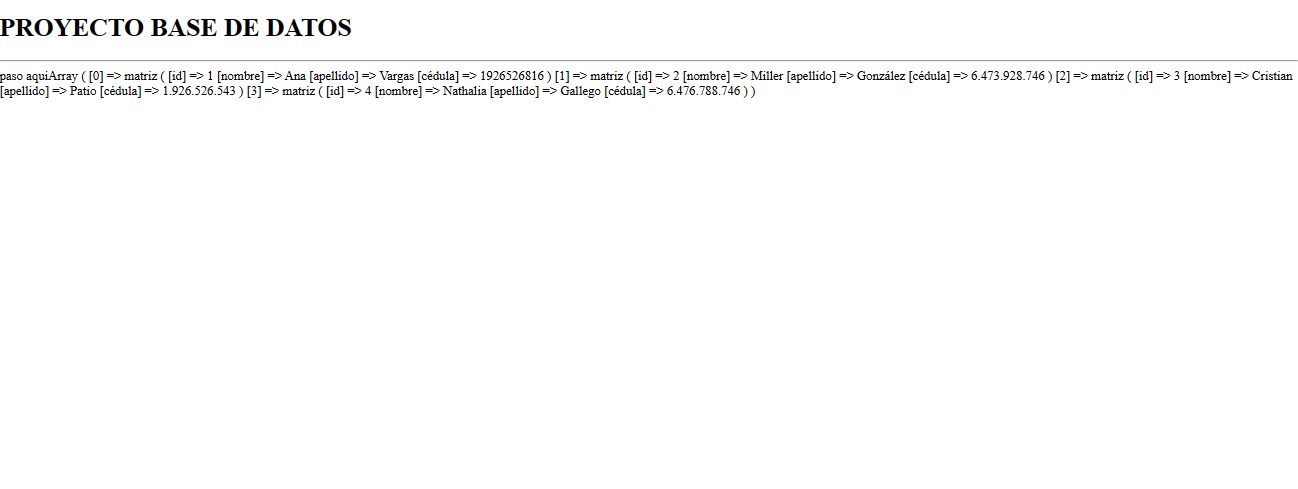 PROYECTO BASE DE DATOS
paso aquiArray ( [0] => matriz ( [id] => 1 [nombre] => Ana [apellido] => Vargas [cédula] => 1926526816 ) [1] => matriz ( [id] => 2 [nombre] => Miller [apellido] => González [cédula] => 6.473.928.746 ) [2] => matriz ( [id] => 3 [nombre] => Cristian
[apellido] => Patio [cédula] => 1.926.526.543 ) [3] => matriz ( [id] => 4 [nombre] => Nathalia [apellido] => Gallego [cédula] => 6.476.788.746 ) )